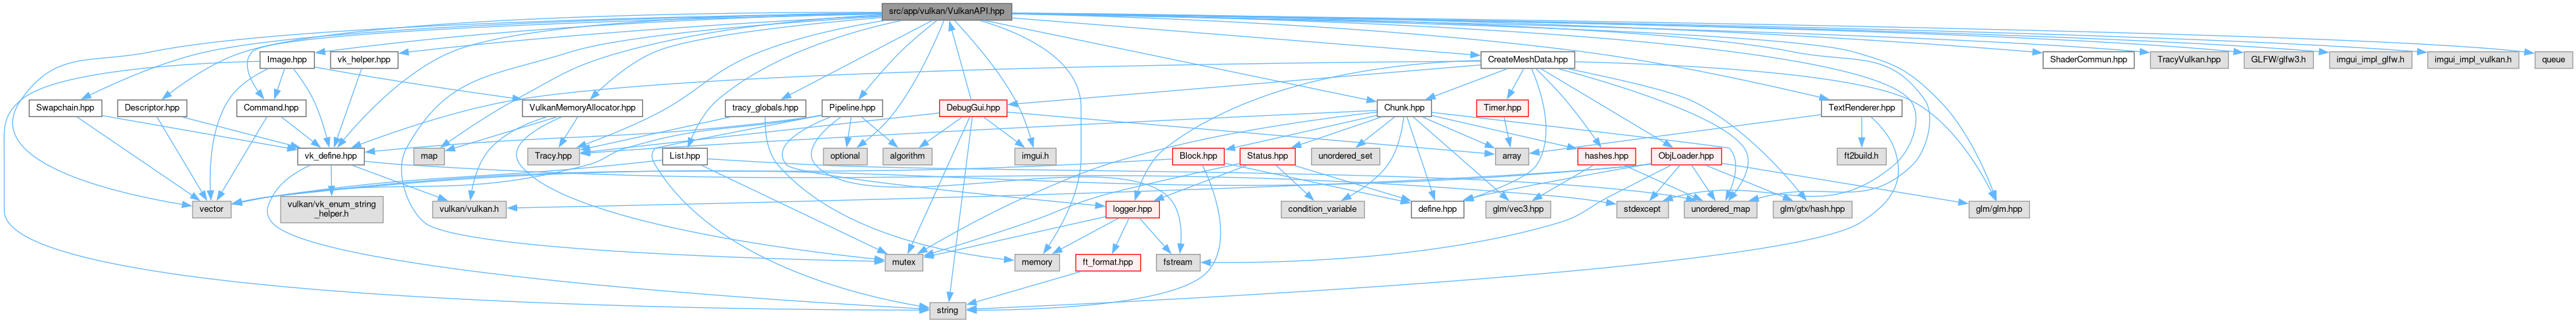 src/app/vulkan/VulkanAPI.hpp
Image.hpp
vk_helper.hpp
CreateMeshData.hpp
ShaderCommun.hpp
TracyVulkan.hpp
GLFW/glfw3.h
imgui_impl_glfw.h
imgui_impl_vulkan.h
queue
Swapchain.hpp
Descriptor.hpp
Command.hpp
VulkanMemoryAllocator.hpp
tracy_globals.hpp
Pipeline.hpp
DebugGui.hpp
Chunk.hpp
Timer.hpp
TextRenderer.hpp
vk_define.hpp
map
Tracy.hpp
List.hpp
optional
algorithm
imgui.h
Block.hpp
Status.hpp
unordered_set
array
hashes.hpp
ObjLoader.hpp
ft2build.h
vector
vulkan/vk_enum_string
_helper.h
vulkan/vulkan.h
logger.hpp
condition_variable
define.hpp
glm/vec3.hpp
stdexcept
unordered_map
glm/gtx/hash.hpp
glm/glm.hpp
mutex
memory
ft_format.hpp
fstream
string